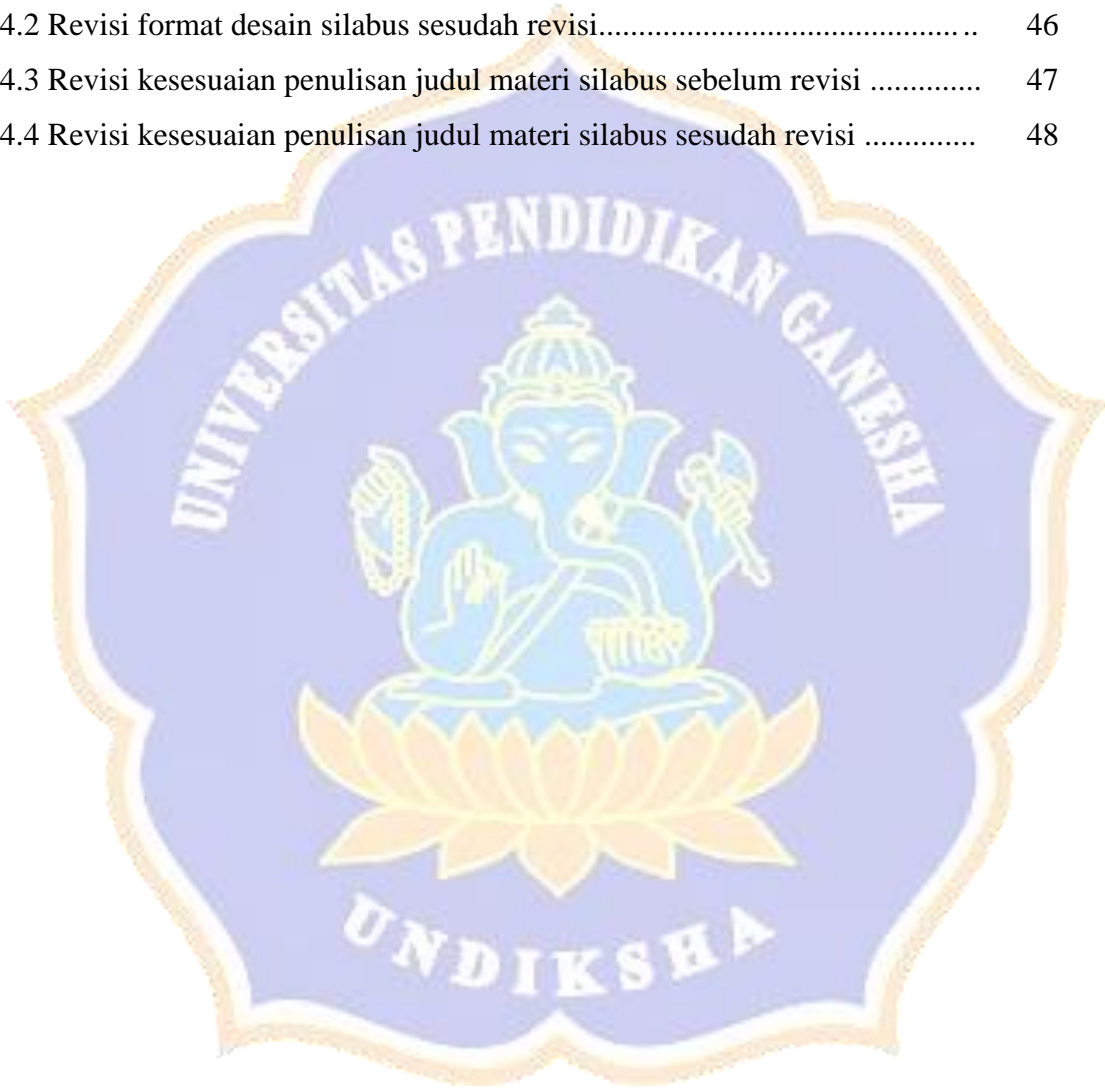 4.2 Revisi format desain silabus sesudah revisi........................................... .. 46
4.3 Revisi kesesuaian penulisan judul materi silabus sebelum revisi .............. 47
4.4 Revisi kesesuaian penulisan judul materi silabus sesudah revisi .............. 48
UNIVERSITAS PENDIDIKAN GANESHA
UNDIKSHA